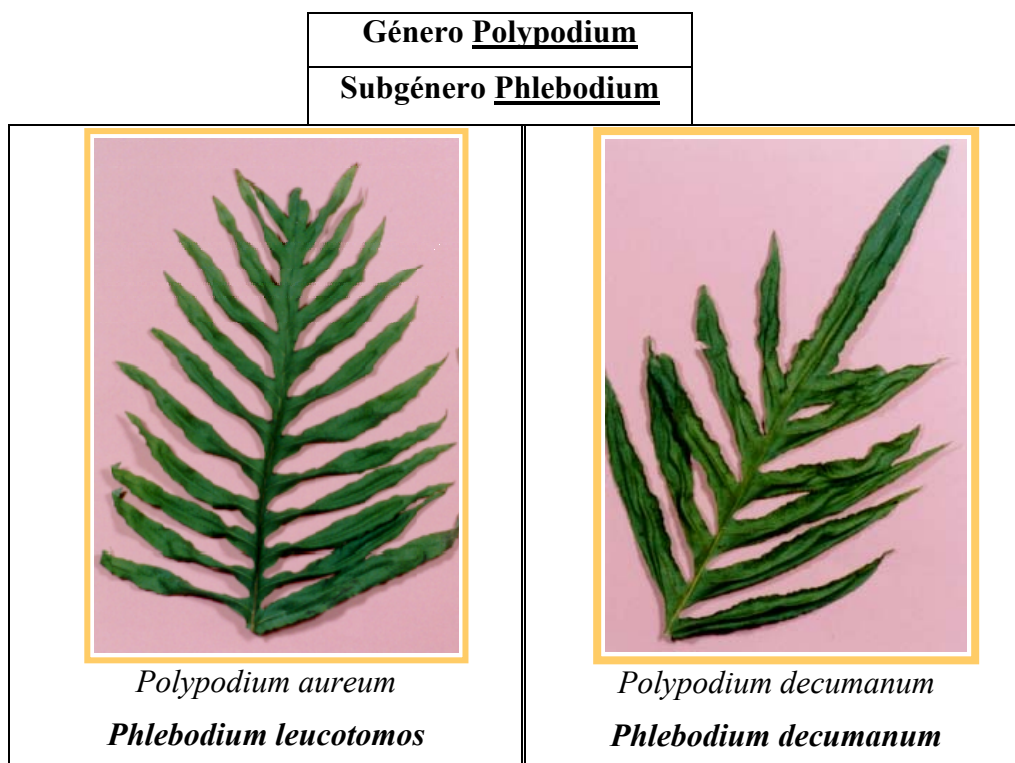 Género Polypodium
Subgénero Phlebodium
Polypodium aureum
Phlebodium leucotomos
Polypodium decumanum
Phlebodium decumanum